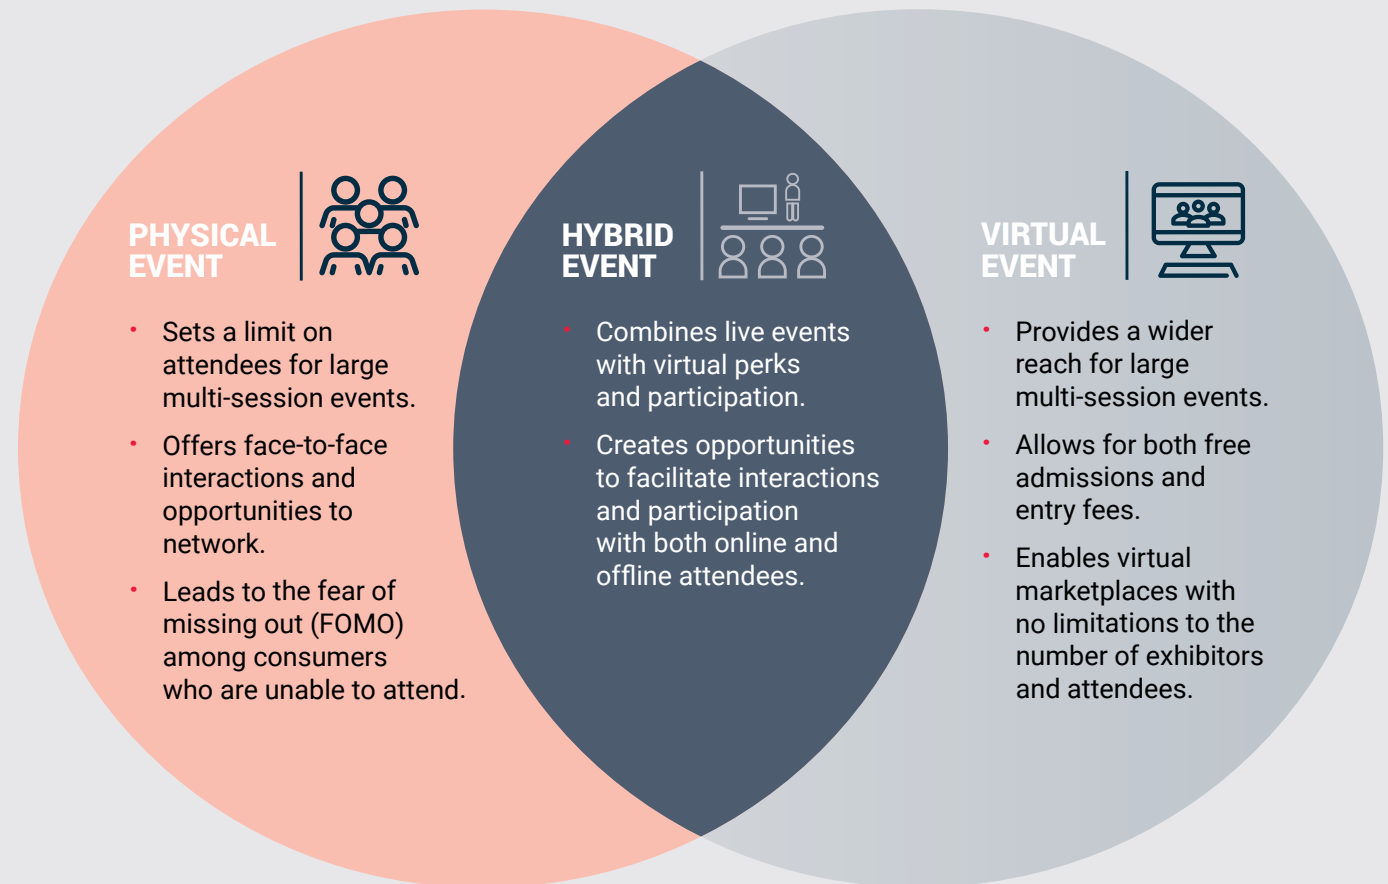 PHYSICAL
EVENT
• Sets a limit on
attendees for large
multi-session events.
• Offers face-to-face
interactions and
opportunities to
network.
• Leads to the fear of
missing out (FOMO)
among consumers
who are unable to attend.
HYBRID
EVENT
• Combines live events
with virtual perks
and participation.
• Creates opportunities
to facilitate interactions
and participation
with both online and
offline attendees.
VIRTUAL
EVENT
• Provides a wider
reach for large
multi-session events.
• Allows for both free
admissions and
entry fees.
• Enables virtual
marketplaces with
no limitations to the
number of exhibitors
and attendees.